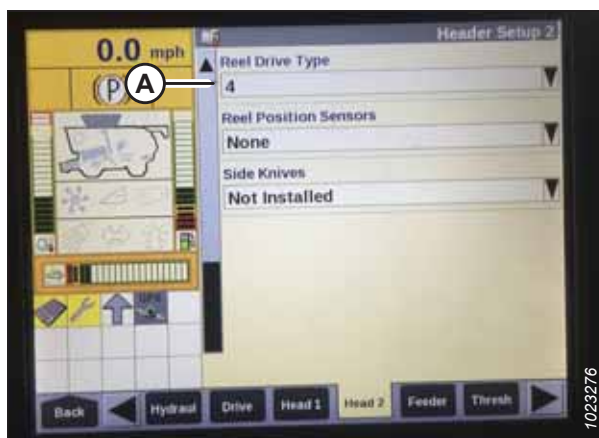 Header Setup 2
0.0 mph
(P)
A
Reel Drive Type
4
Reel Position Sensors
None
Side Knives
Not Installed
GPS
Back
Hydraul
Drive
Head 1
Head 2
Feeder
Thresh
1023276